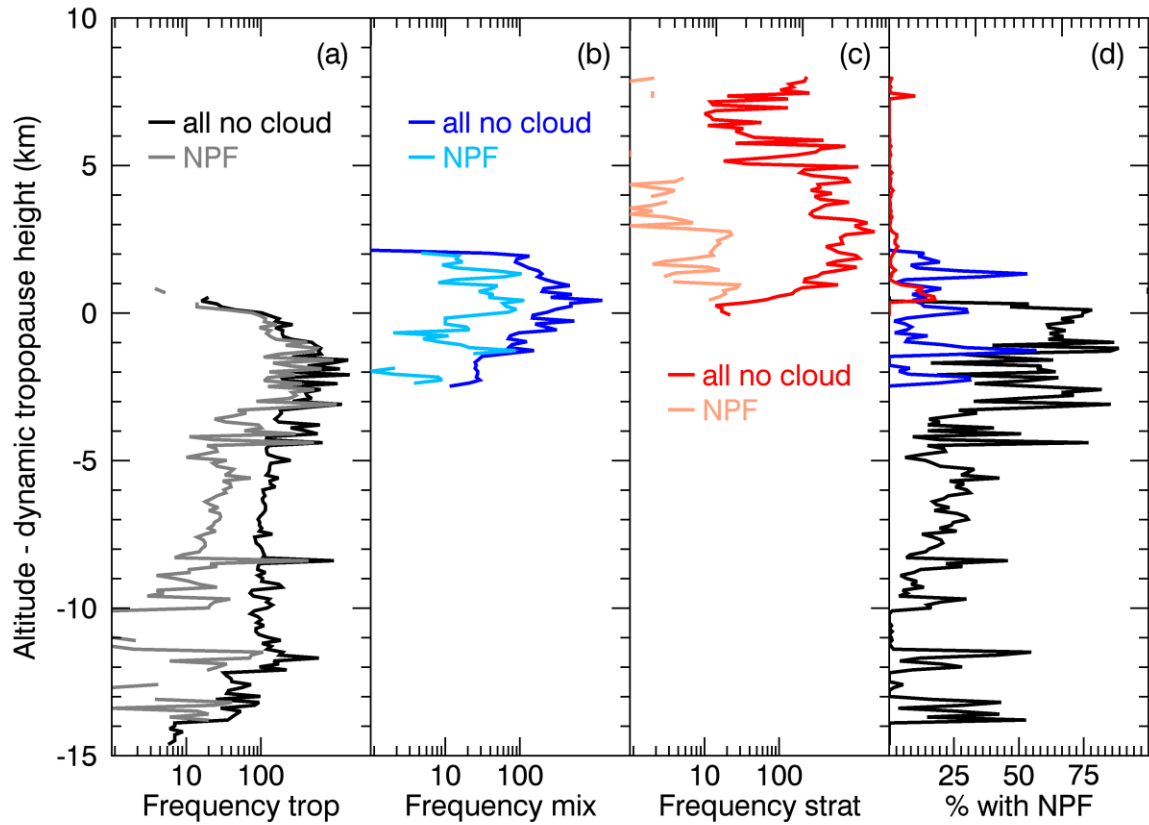 10
5
0
-5
-10
-15
Altitude - dynamic tropopause height (km)
(a)
all no cloud
NPF
10 100
Frequency trop
(b)
all no cloud
NPF
10 100
Frequency mix
(c)
all no cloud
NPF
10 100
Frequency strat
(d)
25 50 75
% with NPF